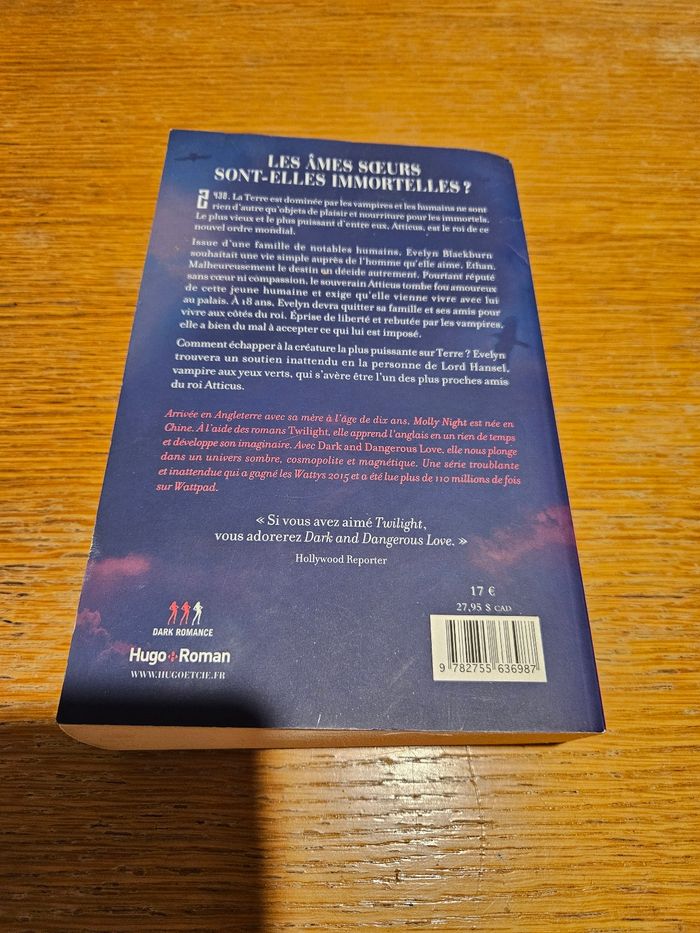 LES ÂMES SŒURS
SONT-ELLES IMMORTELLES ?
2438. La Terre est dominée par les vampires et les humains ne sont
rien d'autre qu'objets de plaisir et nourriture pour les immortels.
Le plus vieux et le plus puissant d'entre eux, Atticus, est le roi de ce
nouvel ordre mondial.
Issue d'une famille de notables humains, Evelyn Blackburn
souhaitait une vie simple auprès de l'homme qu'elle aime, Ethan.
Malheureusement le destin en décide autrement. Pourtant réputé
sans cœur ni compassion, le souverain Atticus tombe fou amoureux
de cette jeune humaine et exige qu'elle vienne vivre avec lui
au palais. À 18 ans, Evelyn devra quitter sa famille et ses amis pour
vivre aux côtés du roi. Éprise de liberté et rebutée par les vampires,
elle a bien du mal à accepter ce qui lui est imposé.
Comment échapper à la créature la plus puissante sur Terre ? Evelyn
trouvera un soutien inattendu en la personne de Lord Hansel,
vampire aux yeux verts, qui s'avère être l'un des plus proches amis
du roi Atticus.
Arrivée en Angleterre avec sa mère à l'âge de dix ans, Molly Night est née en
Chine. À l'aide des romans Twilight, elle apprend l'anglais en un rien de temps
et développe son imaginaire. Avec Dark and Dangerous Love, elle nous plonge
dans un univers sombre, cosmopolite et magnétique. Une série troublante
et inattendue qui a gagné les Wattys 2015 et a été lue plus de 110 millions de fois
sur Wattpad.
« Si vous avez aimé Twilight,
vous adorerez Dark and Dangerous Love. »
Hollywood Reporter
17 €
27,95 $ CAD
DARK ROMANCE
Hugo Roman
WWW.HUGOETCIE.FR
9 782755 636987